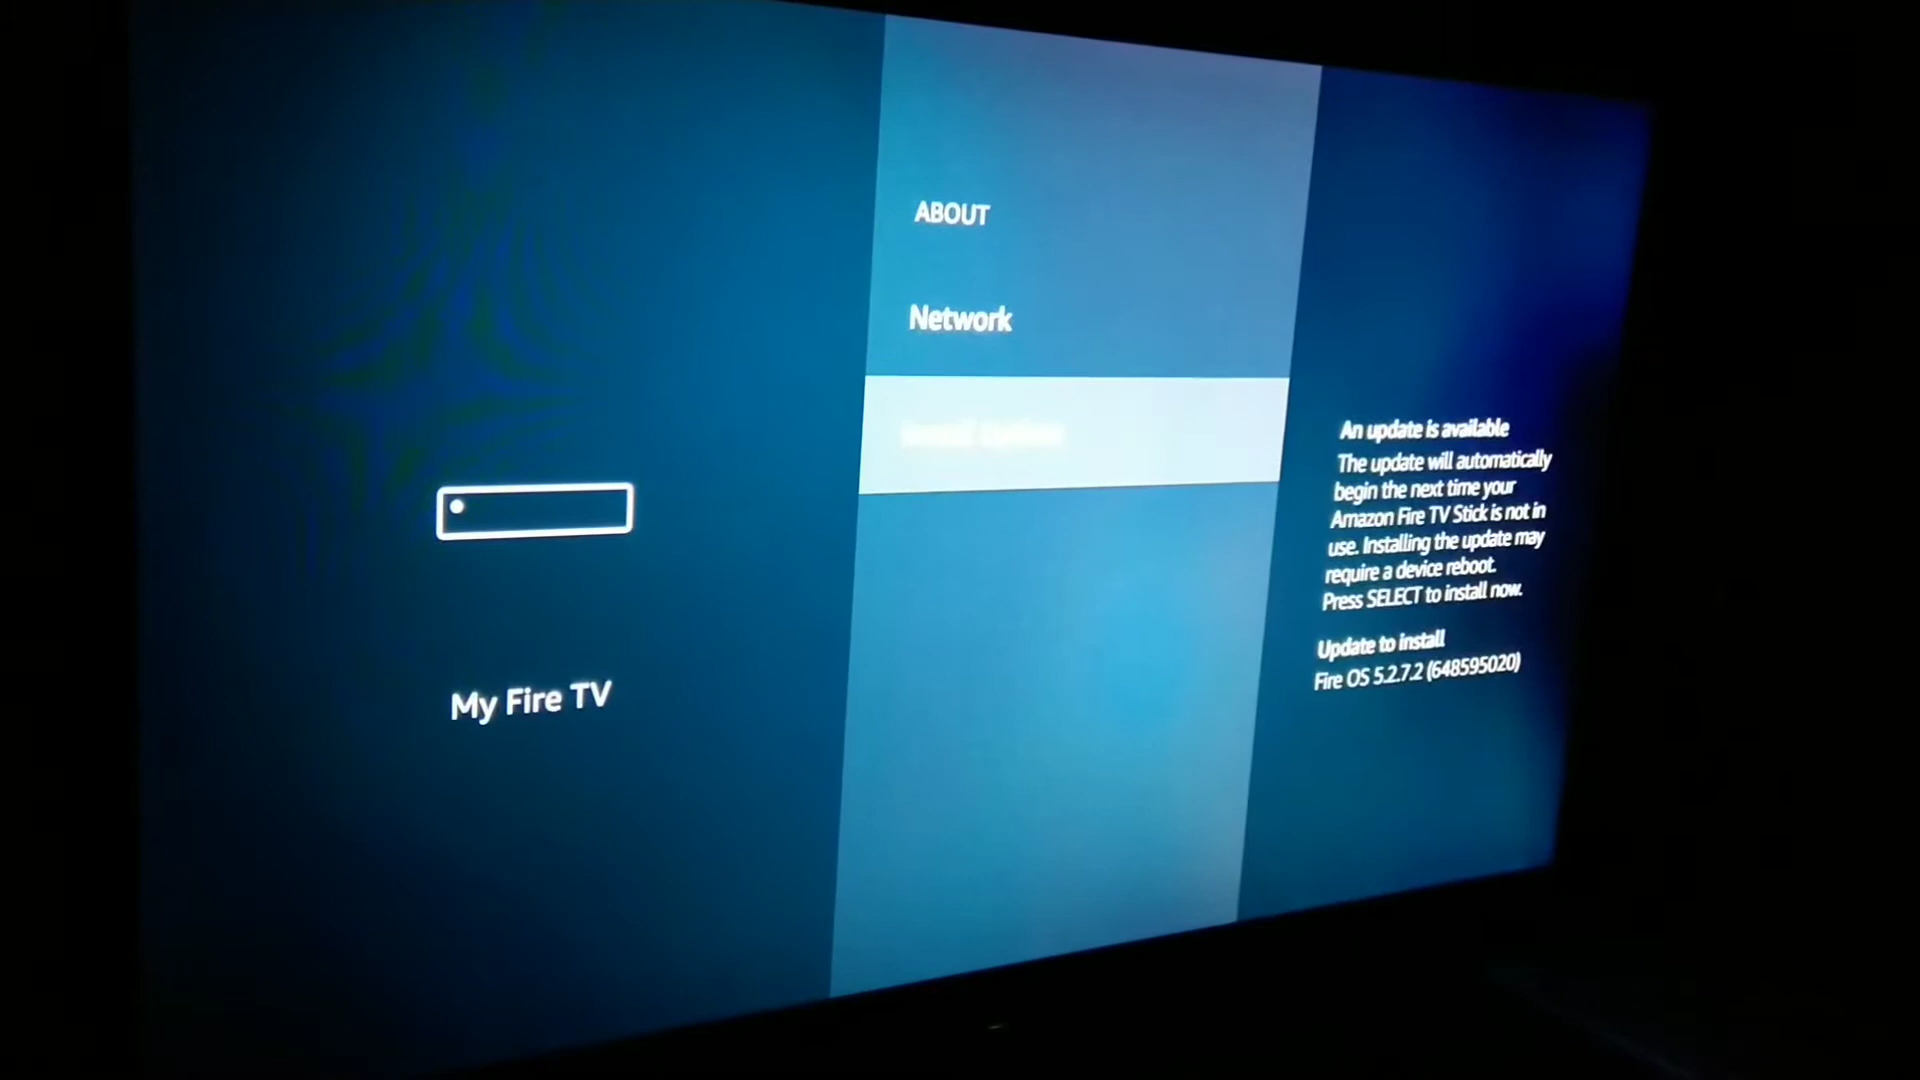 ABOUT
Network
My Fire TV
An update is available
The update will automatically
begin the next time your
Amazon Fire TV Stick is not in
use. Installing the update may
require a device reboot.
Press SELECT to install now.
Update to install
Fire OS 5.2.7.2 (648595020)